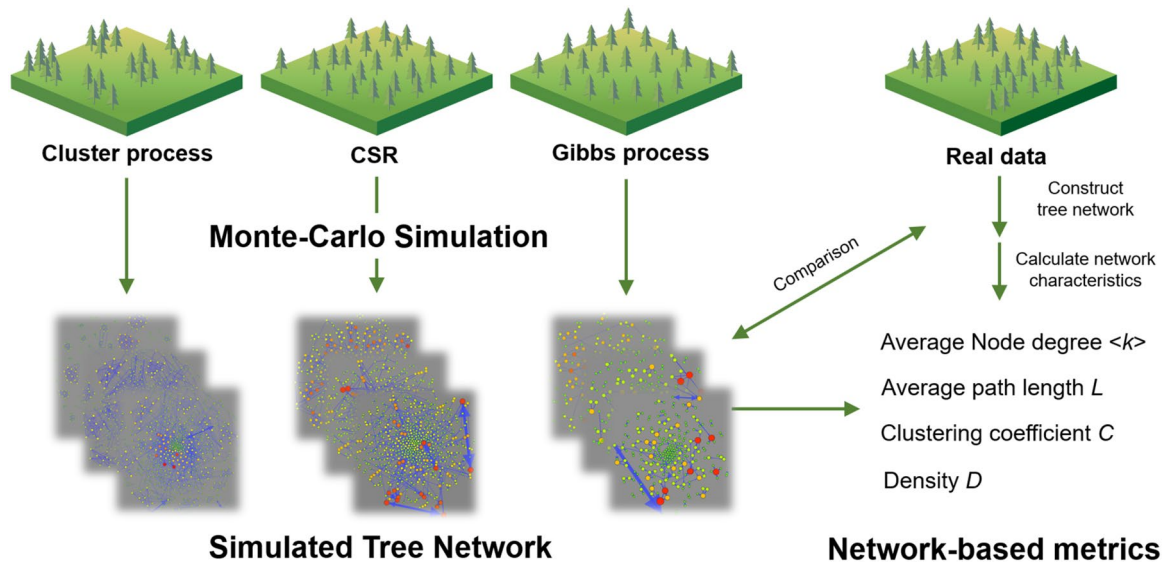 Cluster process
CSR
Gibbs process
Real data
Construct
tree network
Monte-Carlo Simulation
Comparison
Calculate network
characteristics
Average Node degree <k>
Average path length L
Clustering coefficient C
Density D
Simulated Tree Network
Network-based metrics